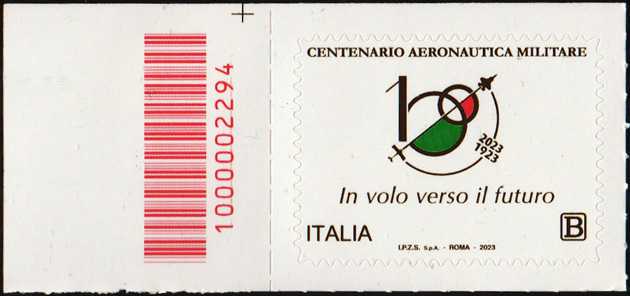 1000002294
CENTENARIO AERONAUTICA MILITARE
100
2023
1923
In volo verso il futuro
ITALIA
B
I.P.Z.S. S.p.A. - ROMA - 2023